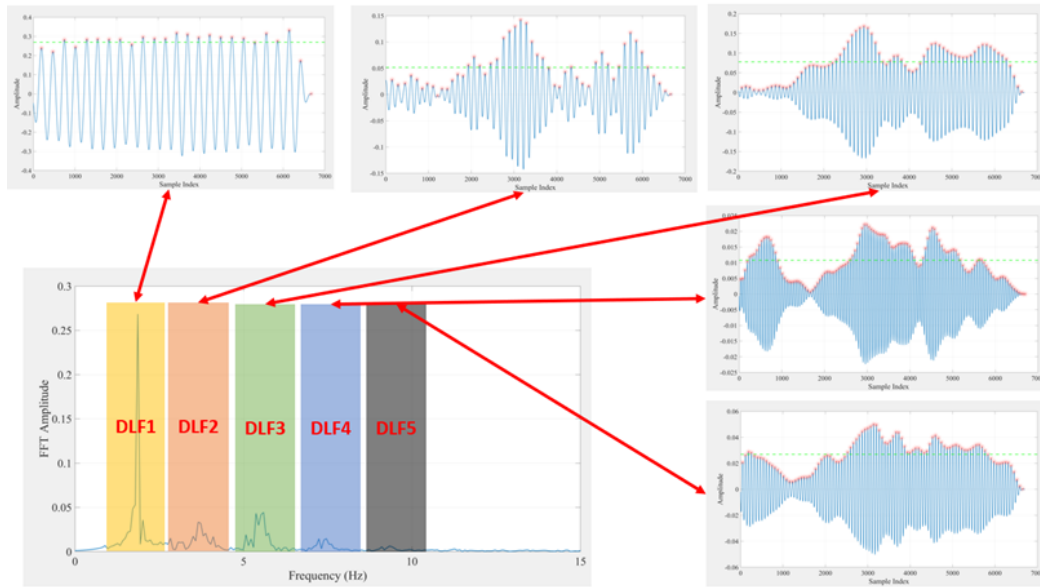 0.4
0.3
0.2
0.1
0
-0.1
-0.2
-0.3
-0.4
Amplitude
0 1000 2000 3000 4000 5000 6000 7000
Sample Index
0.15
0.1
0.05
0
-0.05
-0.1
-0.15
Amplitude
0 1000 2000 3000 4000 5000 6000 7000
Sample Index
0.2
0.15
0.1
0.05
0
-0.05
-0.1
-0.15
-0.2
Amplitude
0 1000 2000 3000 4000 5000 6000 700
Sample Index
0.025
0.02
0.015
0.01
0.005
0
-0.005
-0.01
-0.015
-0.02
-0.025
Amplitude
0 1000 2000 3000 4000 5000 6000 700
Sample Index
0.06
0.04
0.02
0
-0.02
-0.04
-0.06
Amplitude
0 1000 2000 3000 4000 5000 6000 700
Sample Index
0.3
0.25
0.2
0.15
0.1
0.05
0
FFT Amplitude
DLF1 DLF2 DLF3 DLF4 DLF5
5 10 15
Frequency (Hz)